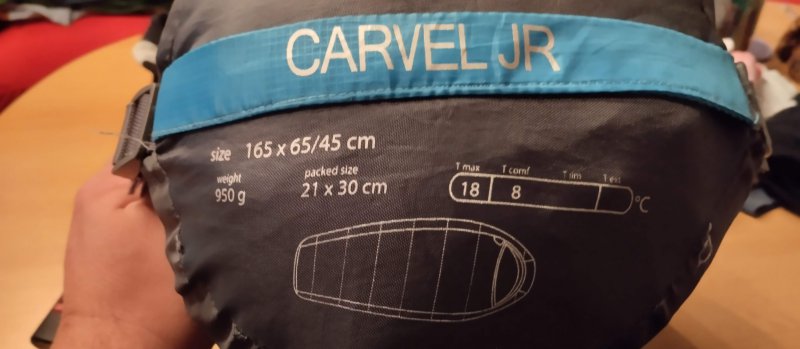 CARVEL JR
size 165 x 65/45 cm
weight packed size
950 g 21 x 30 cm
T max T comf T lim T ext
18 8 °C